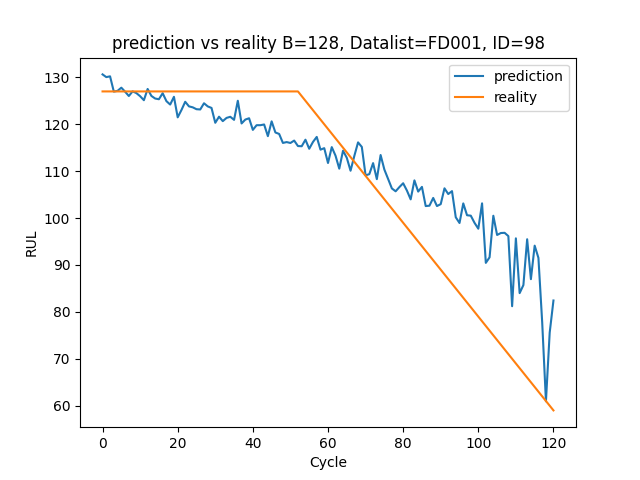 prediction vs reality B=128, Datalist=FD001, ID=98
prediction
reality
RUL
130
120
110
100
90
80
70
60
0 20 40 60 80 100 120
Cycle